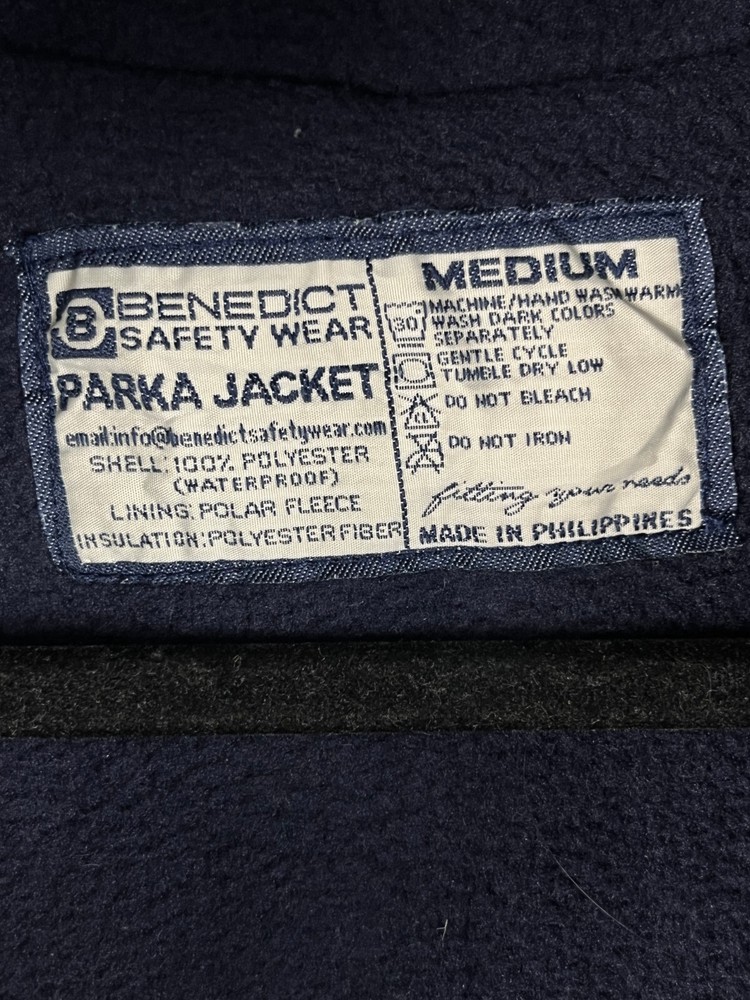 B BENEDICT
SAFETY WEAR
PARKA JACKET
email:info@benedictsafetywear.com
SHELL: 100% POLYESTER
(WATERPROOF)
LINING: POLAR FLEECE
INSULATION: POLYESTER FIBER
MEDIUM
30
MACHINE/HAND WASH WARM
WASH DARK COLORS
SEPARATELY
GENTLE CYCLE
TUMBLE DRY LOW
DO NOT BLEACH
DO NOT IRON
fitting your needs
MADE IN PHILIPPINES